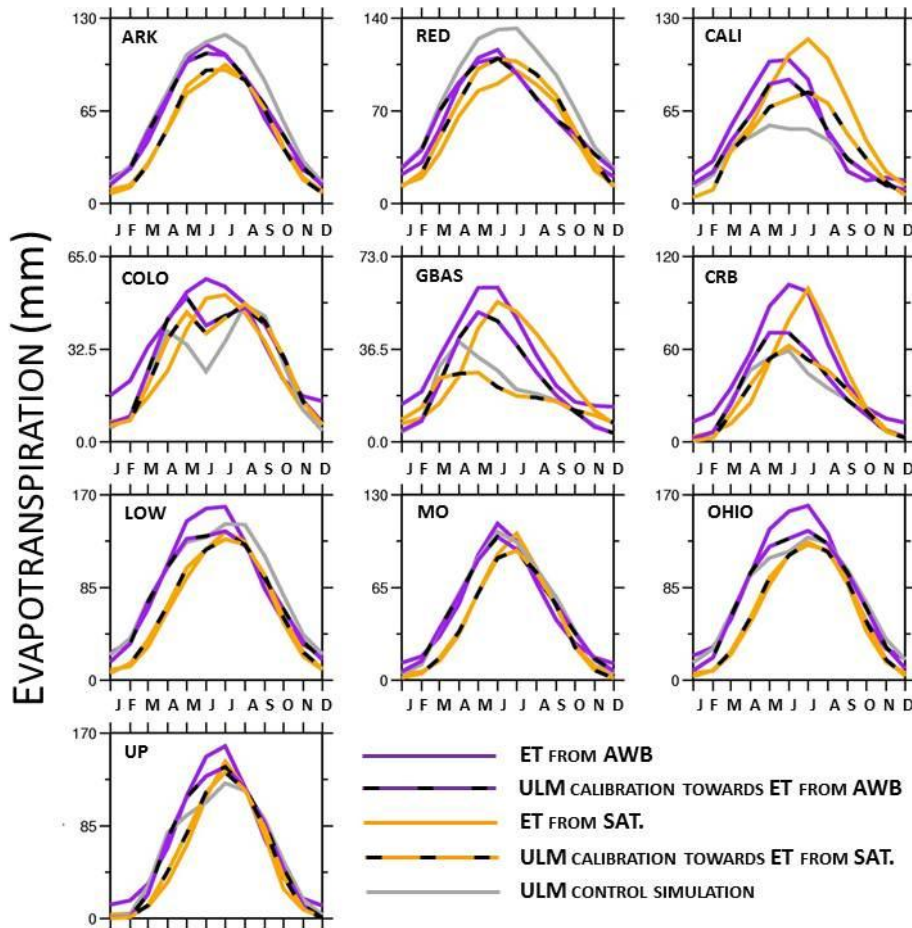 EVAPOTRANSPIRATION (mm)
130
65
0
ARK
J F M A M J J A S O N D
140
70
0
RED
J F M A M J J A S O N D
130
65
0
CALI
J F M A M J J A S O N D
65.0
32.5
0.0
COLO
J F M A M J J A S O N D
73.0
36.5
0.0
GBAS
J F M A M J J A S O N D
120
60
0
CRB
J F M A M J J A S O N D
170
85
0
LOW
J F M A M J J A S O N D
130
65
0
MO
J F M A M J J A S O N D
170
85
0
OHIO
J F M A M J J A S O N D
170
85
0
UP
ET FROM AWB
ULM CALIBRATION TOWARDS ET FROM AWB
ET FROM SAT.
ULM CALIBRATION TOWARDS ET FROM SAT.
ULM CONTROL SIMULATION